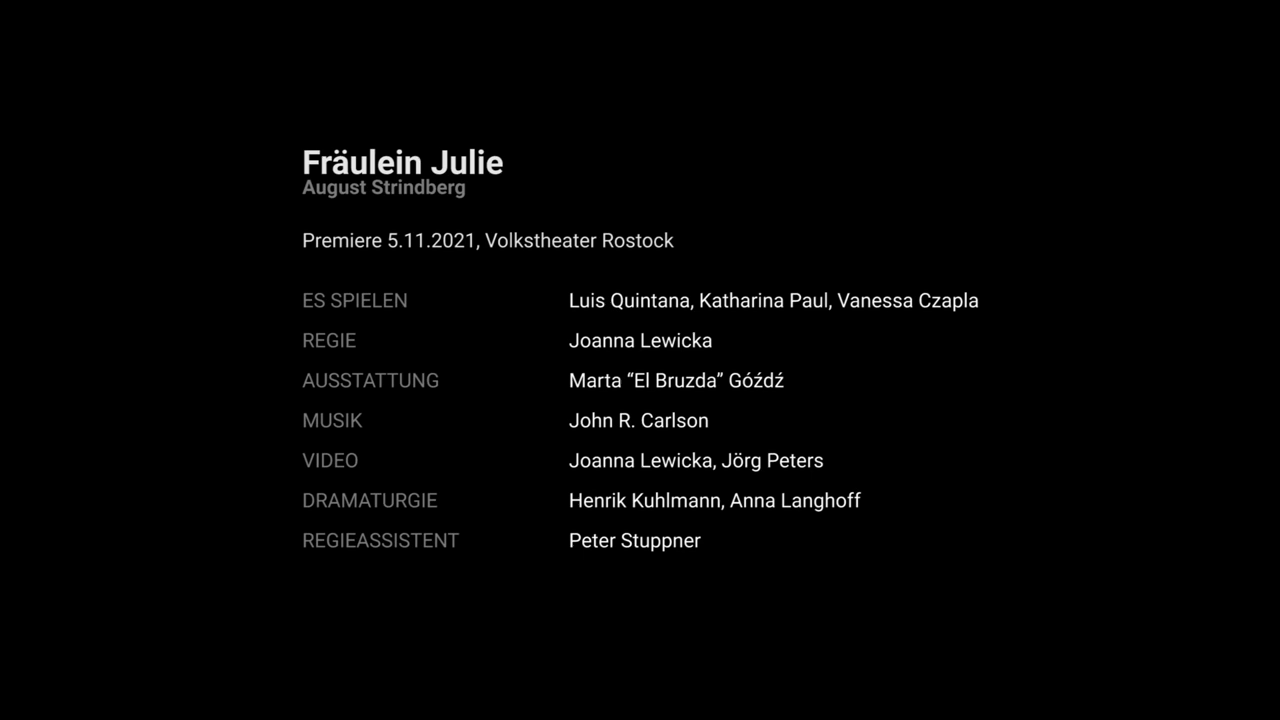 Fräulein Julie
August Strindberg
Premiere 5.11.2021, Volkstheater Rostock
ES SPIELEN Luis Quintana, Katharina Paul, Vanessa Czapla
REGIE Joanna Lewicka
AUSSTATTUNG Marta “El Bruzda” Góźdź
MUSIK John R. Carlson
VIDEO Joanna Lewicka, Jörg Peters
DRAMATURGIE Henrik Kuhlmann, Anna Langhoff
REGIEASSISTENT Peter Stuppner